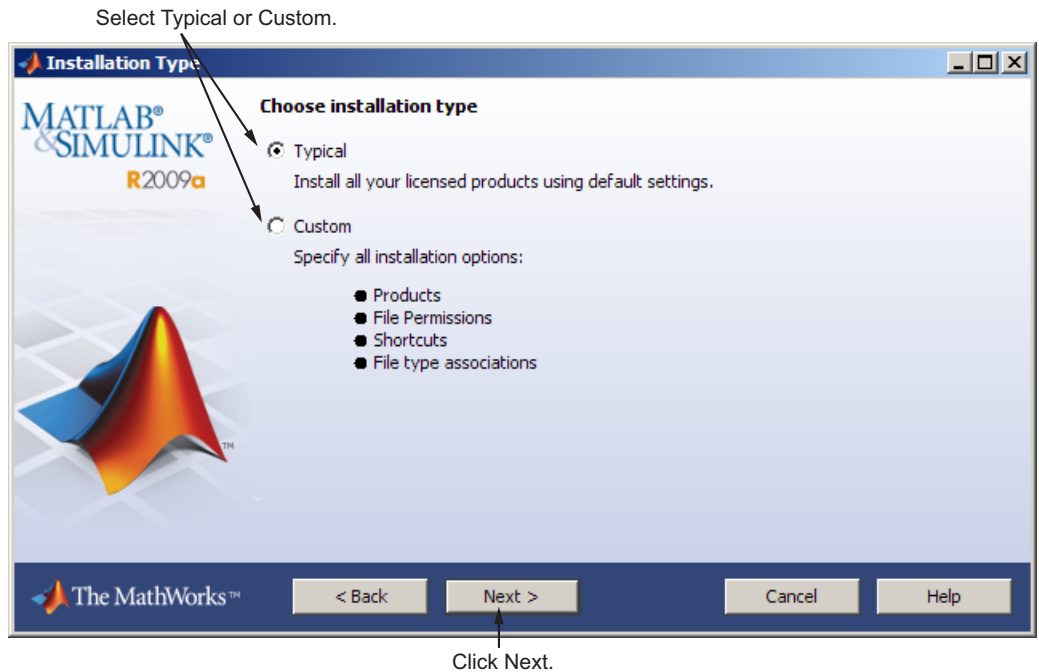 Select Typical or Custom.
Installation Type
MATLAB®
&SIMULINK®
R2009a
Choose installation type
Typical
Install all your licensed products using default settings.
Custom
Specify all installation options:
Products
File Permissions
Shortcuts
File type associations
TM
The MathWorks™
< Back
Next >
Cancel
Help
Click Next.